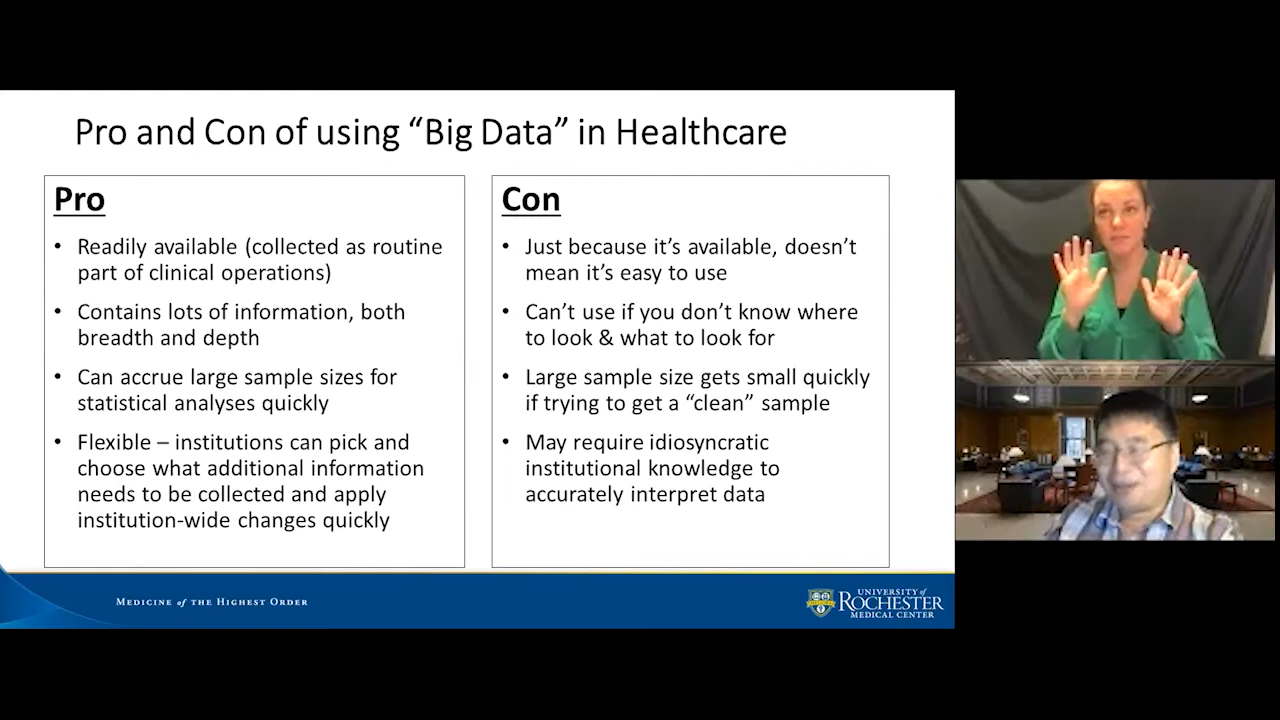 Pro and Con of using “Big Data” in Healthcare
Pro
• Readily available (collected as routine
part of clinical operations)
• Contains lots of information, both
breadth and depth
• Can accrue large sample sizes for
statistical analyses quickly
• Flexible – institutions can pick and
choose what additional information
needs to be collected and apply
institution-wide changes quickly
Con
• Just because it’s available, doesn’t
mean it’s easy to use
• Can’t use if you don’t know where
to look & what to look for
• Large sample size gets small quickly
if trying to get a “clean” sample
• May require idiosyncratic
institutional knowledge to
accurately interpret data
MEDICINE of THE HIGHEST ORDER
UNIVERSITY of
ROCHESTER
MEDICAL CENTER